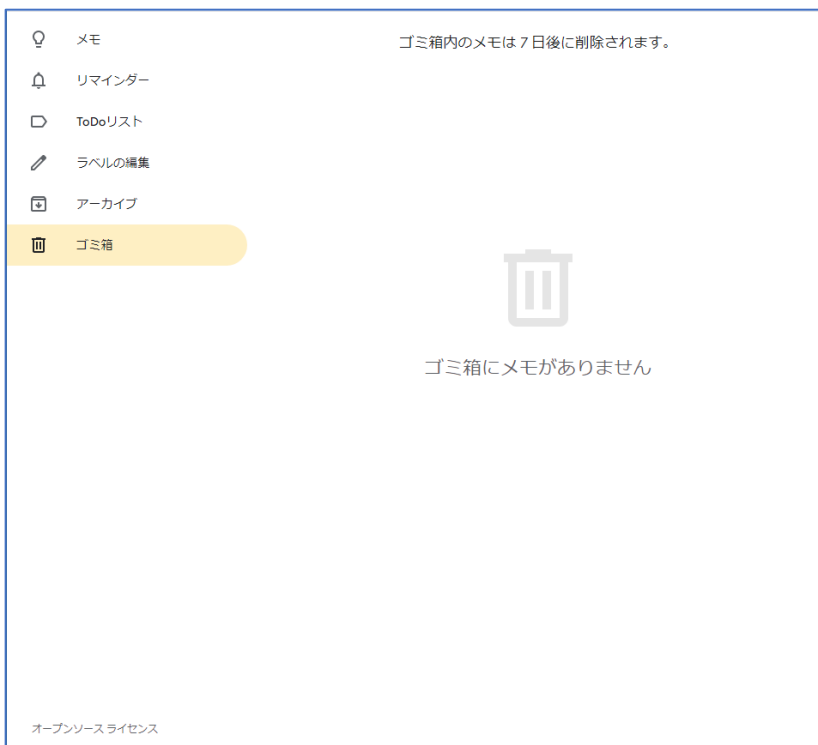 メモ
リマインダー
ToDoリスト
ラベルの編集
アーカイブ
ゴミ箱
ゴミ箱内のメモは 7 日後に削除されます。
ゴミ箱にメモがありません
オープンソース ライセンス